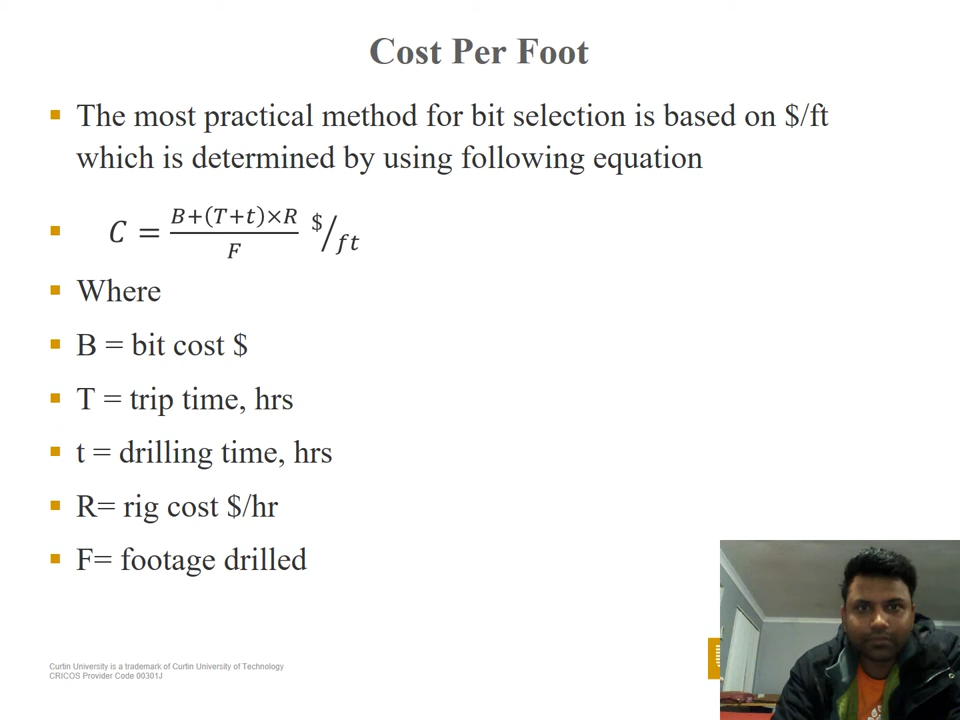 Cost Per Foot
The most practical method for bit selection is based on $/ft
which is determined by using following equation
C = B+(T+t)×R / F $/ft
Where
B = bit cost $
T = trip time, hrs
t = drilling time, hrs
R= rig cost $/hr
F= footage drilled
Curtin University is a trademark of Curtin University of Technology
CRICOS Provider Code 00301J